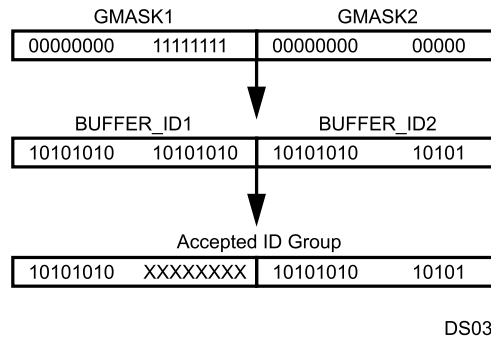 GMASK1 GMASK2
00000000 11111111 00000000 00000
BUFFER_ID1 BUFFER_ID2
10101010 10101010 10101010 10101
Accepted ID Group
10101010 XXXXXXXX 10101010 10101
DS03